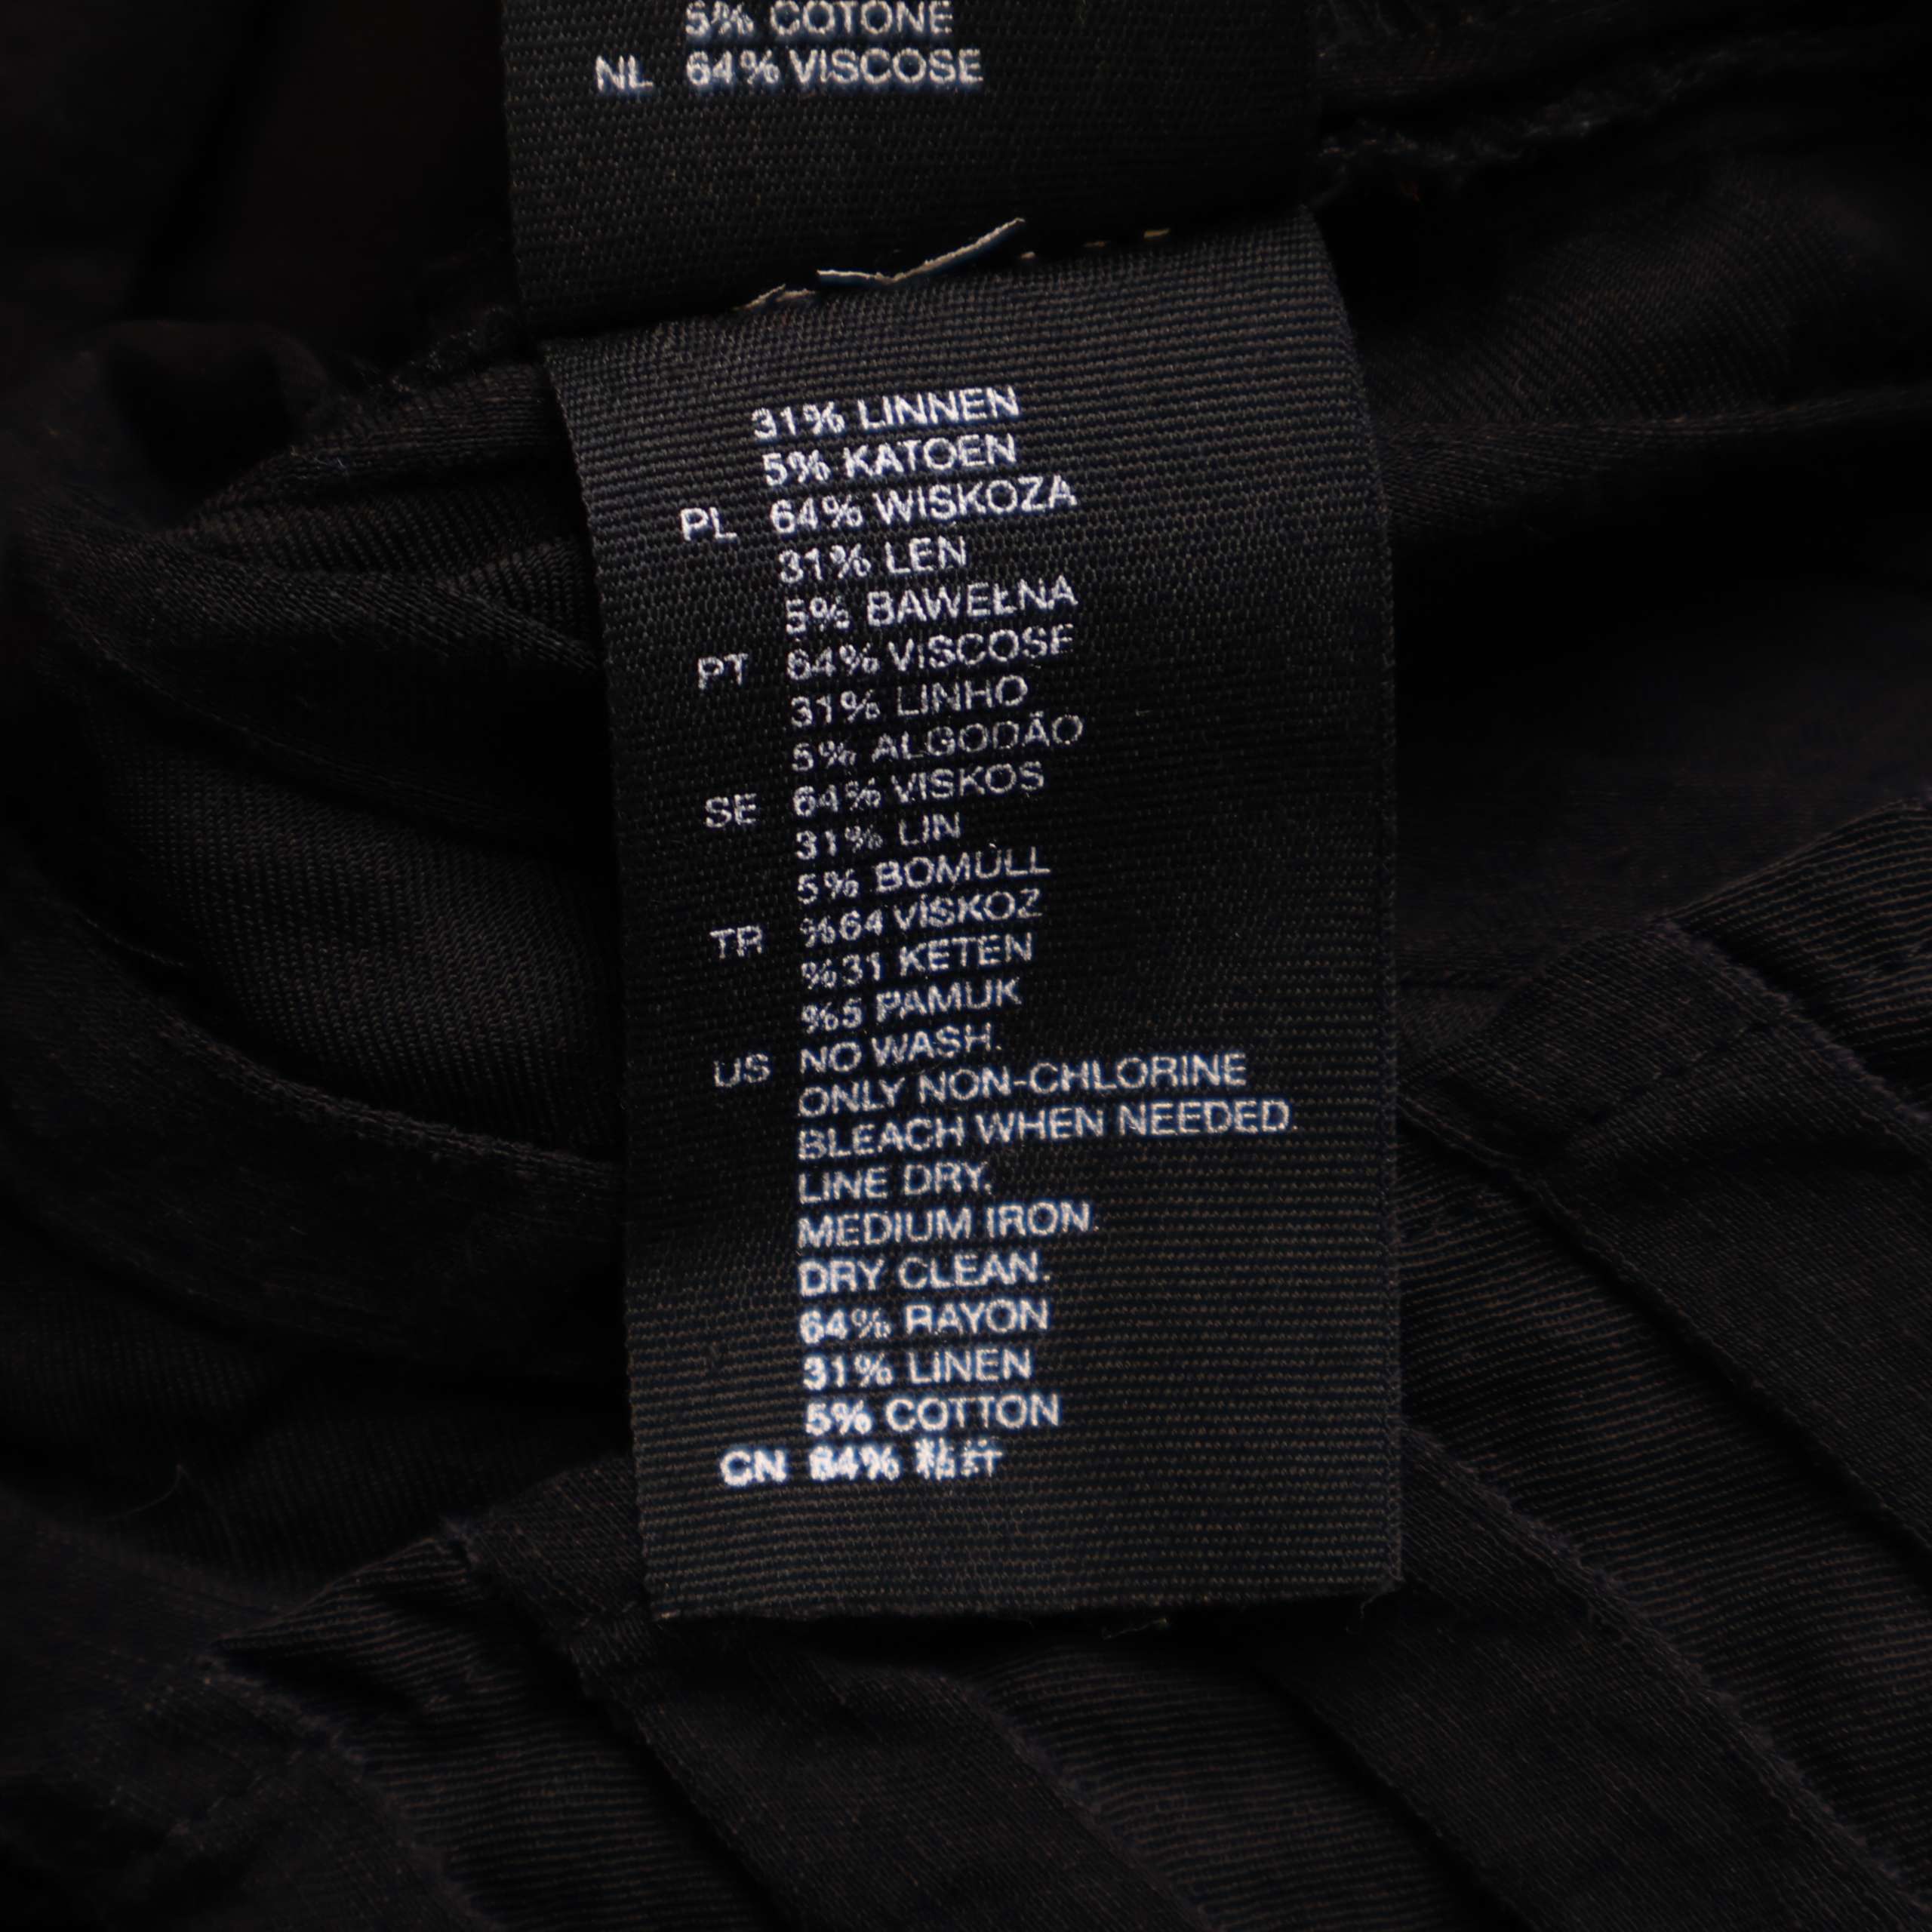 5% COTONE
NL 64% VISCOSE
31% LINNEN
5% KATOEN
PL 64% WISKOZA
31% LEN
5% BAWEŁNA
PT 64% VISCOSE
31% LINHO
5% ALGODÃO
SE 64% VISKOS
31% LIN
5% BOMULL
TR %64 VİSKOZ
%31 KETEN
%5 PAMUK
US NO WASH.
ONLY NON-CHLORINE
BLEACH WHEN NEEDED.
LINE DRY.
MEDIUM IRON.
DRY CLEAN.
64% RAYON
31% LINEN
5% COTTON
CN 64% 粘纤